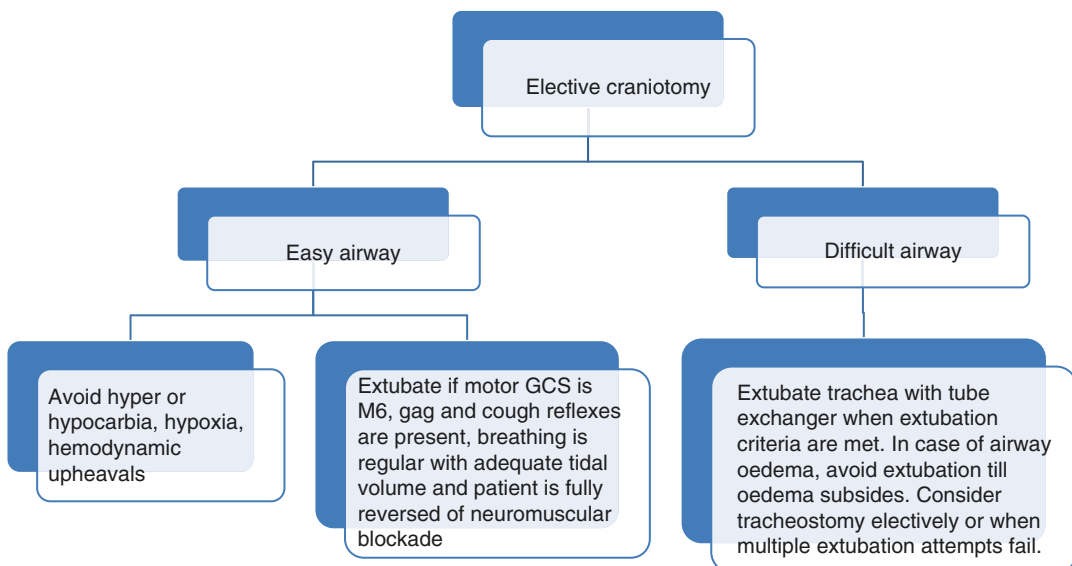 Elective craniotomy
Easy airway
Difficult airway
Avoid hyper or
hypocarbia, hypoxia,
hemodynamic
upheavals
Extubate if motor GCS is
M6, gag and cough reflexes
are present, breathing is
regular with adequate tidal
volume and patient is fully
reversed of neuromuscular
blockade
Extubate trachea with tube
exchanger when extubation
criteria are met. In case of airway
oedema, avoid extubation till
oedema subsides. Consider
tracheostomy electively or when
multiple extubation attempts fail.